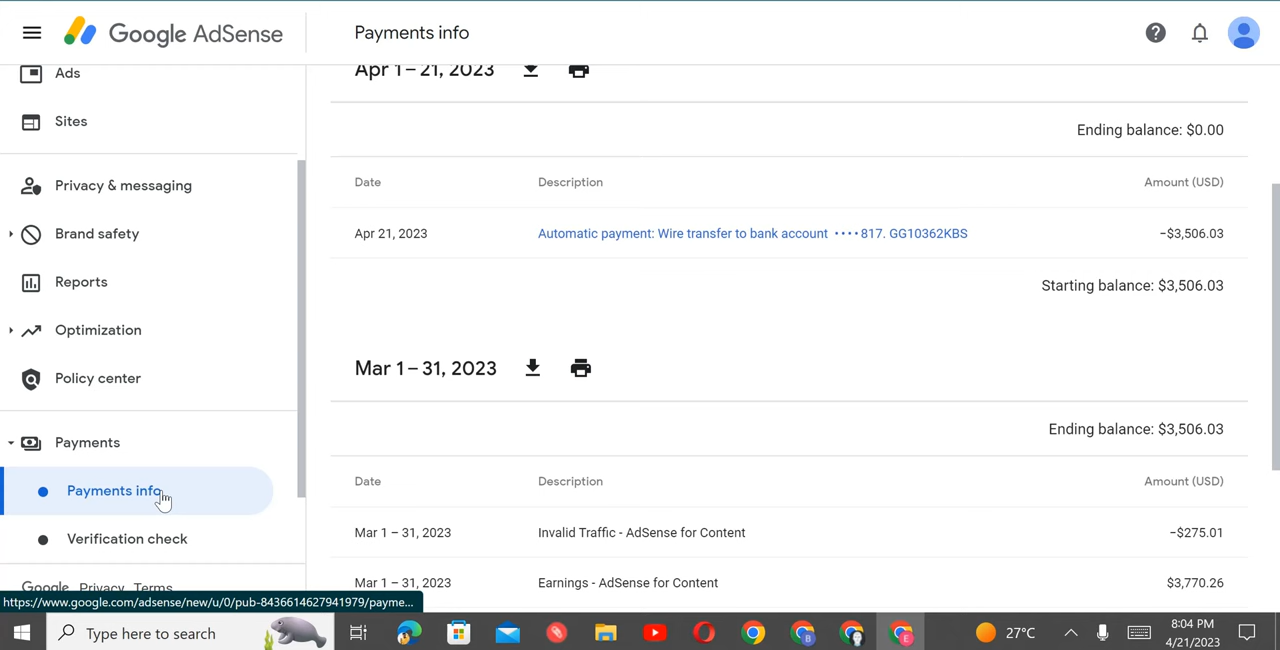 Google AdSense
Payments info
Ads
Apr 1 – 21, 2023
Ending balance: $0.00
Sites
Date Description Amount (USD)
Privacy & messaging
Brand safety
Apr 21, 2023 Automatic payment: Wire transfer to bank account ••••817. GG10362KBS −$3,506.03
Reports
Starting balance: $3,506.03
Optimization
Policy center
Mar 1 – 31, 2023
Ending balance: $3,506.03
Payments
Date Description Amount (USD)
Payments info
Mar 1 – 31, 2023 Invalid Traffic - AdSense for Content −$275.01
Verification check
Mar 1 – 31, 2023 Earnings - AdSense for Content $3,770.26
Google Privacy Terms
https://www.google.com/adsense/new/u/0/pub-8436614627941979/payme...
Type here to search
B
E
27°C
8:04 PM
4/21/2023